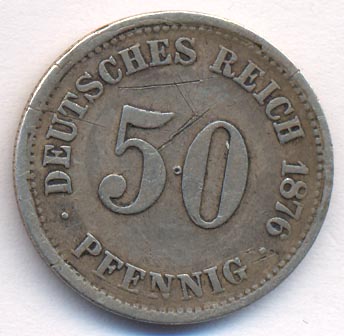 · DEUTSCHES REICH 1876 ·
50
PFENNIG